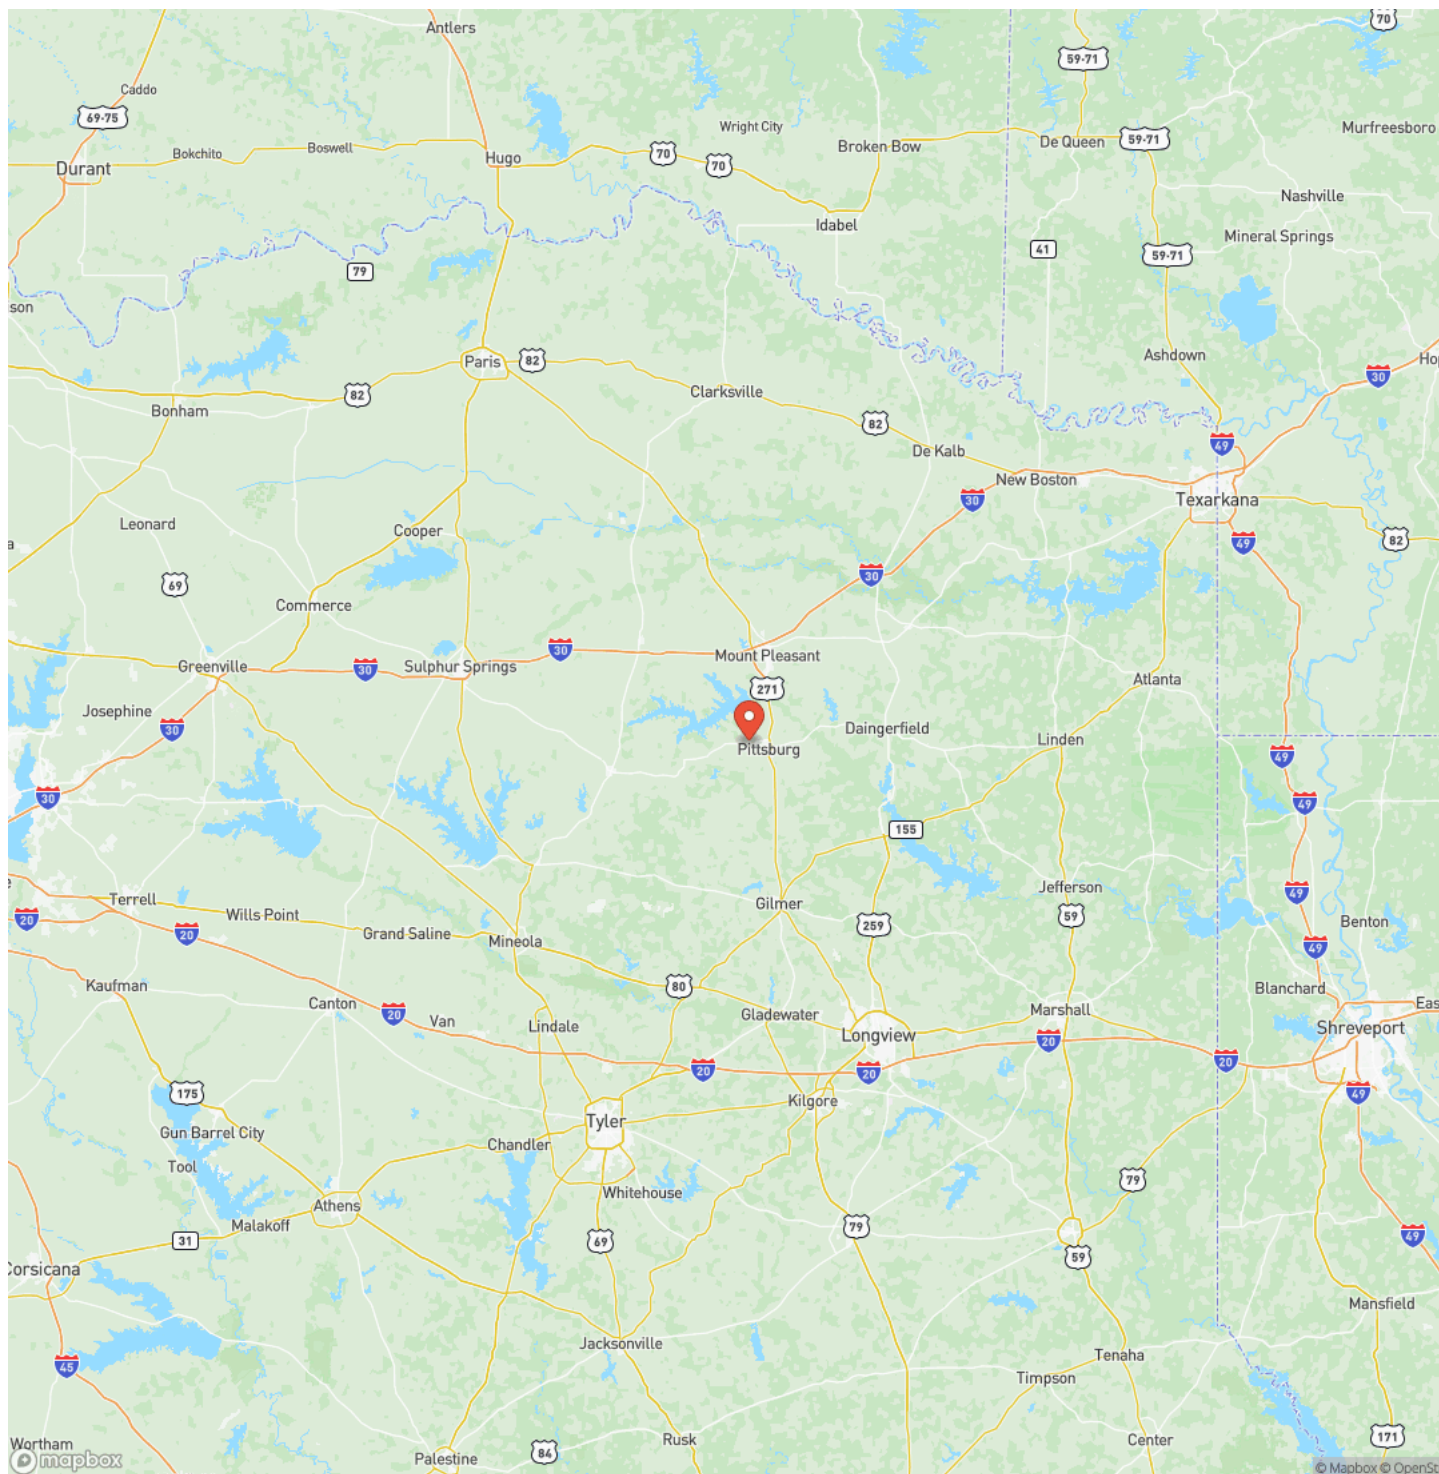 70
Antlers
59-71
Caddo
69-75
Wright City
Murfreesboro
Bokchito
Boswell
Hugo
70
70
Broken Bow
De Queen
59-71
Durant
Nashville
Idabel
Mineral Springs
41
59-71
79
son
Ashdown
Paris
82
Ho
30
Clarksville
82
Bonham
82
49
De Kalb
New Boston
30
Texarkana
Leonard
Cooper
49
82
a
69
30
Commerce
30
Mount Pleasant
Greenville
30
Sulphur Springs
271
Atlanta
Josephine
30
Daingerfield
Linden
Pittsburg
49
30
49
155
e
Jefferson
Terrell
49
Gilmer
20
Wills Point
59
259
Benton
20
Grand Saline
Mineola
49
Kaufman
80
Blanchard
Canton
20
Van
Gladewater
Marshall
Eas
Lindale
Longview
Shreveport
20
20
20
20
175
49
Kilgore
Tyler
Gun Barrel City
Chandler
Tool
79
Whitehouse
Athens
Malakoff
79
31
69
49
59
Corsicana
Mansfield
Jacksonville
Tenaha
45
Timpson
Rusk
171
Wortham
84
Center
Palestine
mapbox
© Mapbox © OpenSt